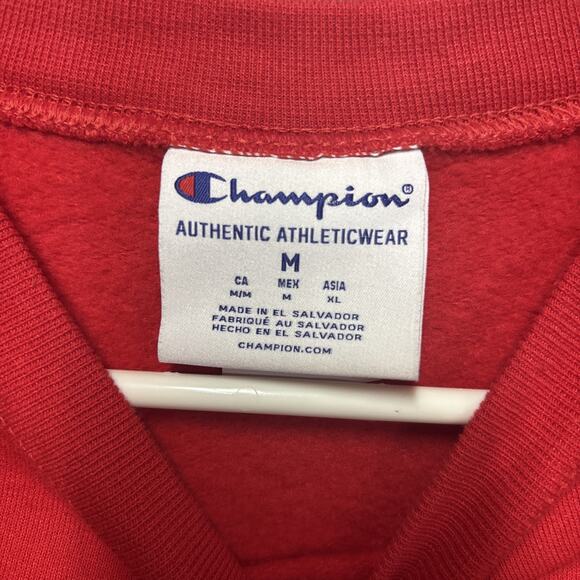 Champion®
AUTHENTIC ATHLETICWEAR
M
CA MEX ASIA
M/M M XL
MADE IN EL SALVADOR
FABRIQUÉ AU SALVADOR
HECHO EN EL SALVADOR
CHAMPION.COM